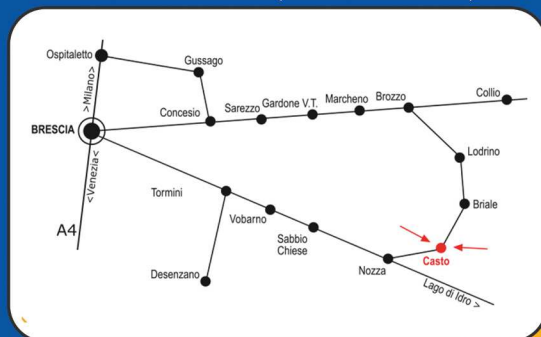 Ospitaletto
Gussago
>Milano>
Concesio
Sarezzo
Gardone V.T.
Marcheno
Brozzo
Collio
BRESCIA
<Venezia<
Lodrino
Tormini
Briale
Vobarno
Sabbio
Chiese
A4
Casto
Desenzano
Nozza
Lago di Idro >